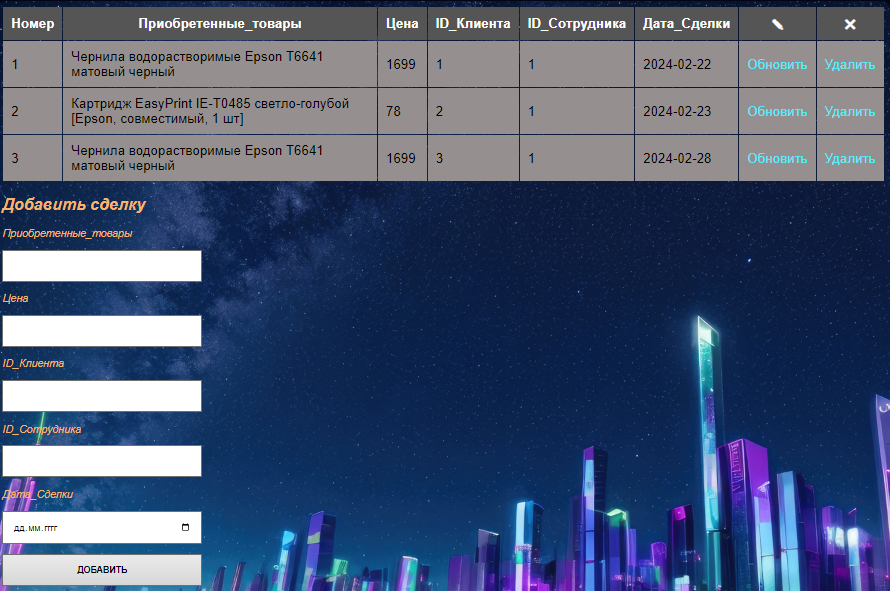 Номер Приобретенные_товары Цена ID_Клиента ID_Сотрудника Дата_Сделки
1 Чернила водорастворимые Epson T6641 матовый черный 1699 1 1 2024-02-22 Обновить Удалить
2 Картридж EasyPrint IE-T0485 светло-голубой [Epson, совместимый, 1 шт] 78 2 1 2024-02-23 Обновить Удалить
3 Чернила водорастворимые Epson T6641 матовый черный 1699 3 1 2024-02-28 Обновить Удалить
Добавить сделку
Приобретенные_товары
Цена
ID_Клиента
ID_Сотрудника
Дата_Сделки
дд.мм.гггг
ДОБАВИТЬ